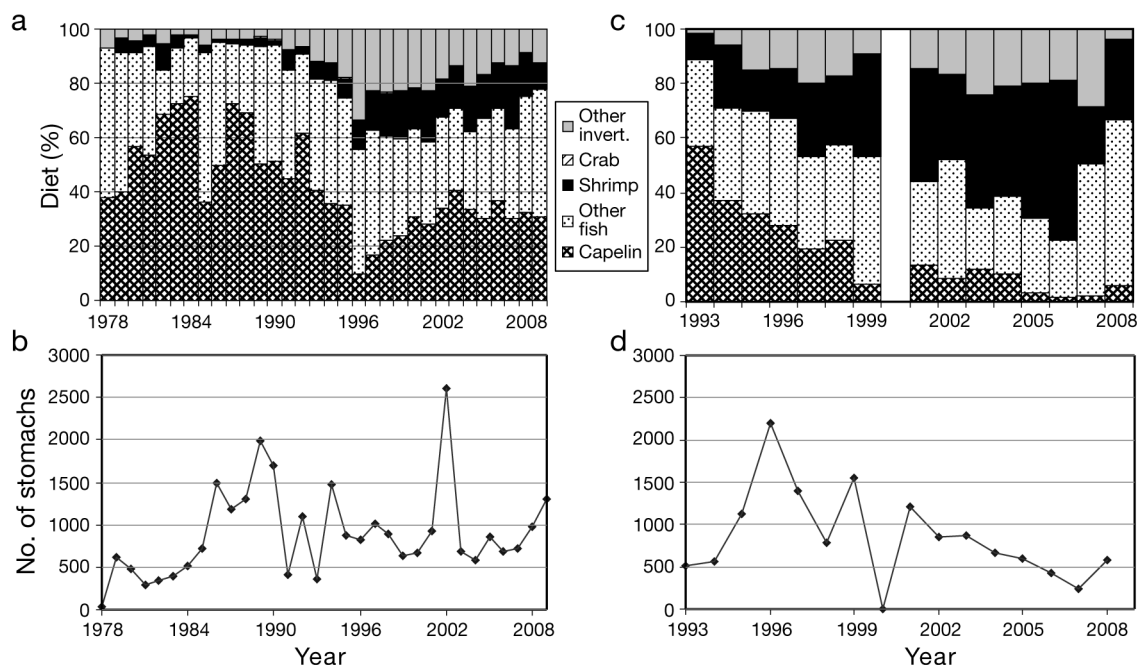 a
Diet (%)
100
80
60
40
20
0
1978 1984 1990 1996 2002 2008
Other
invert.
Crab
Shrimp
Other
fish
Capelin
c
100
80
60
40
20
0
1993 1996 1999 2002 2005 2008
b
No. of stomachs
3000
2500
2000
1500
1000
500
0
1978 1984 1990 1996 2002 2008
Year
d
3000
2500
2000
1500
1000
500
0
1993 1996 1999 2002 2005 2008
Year